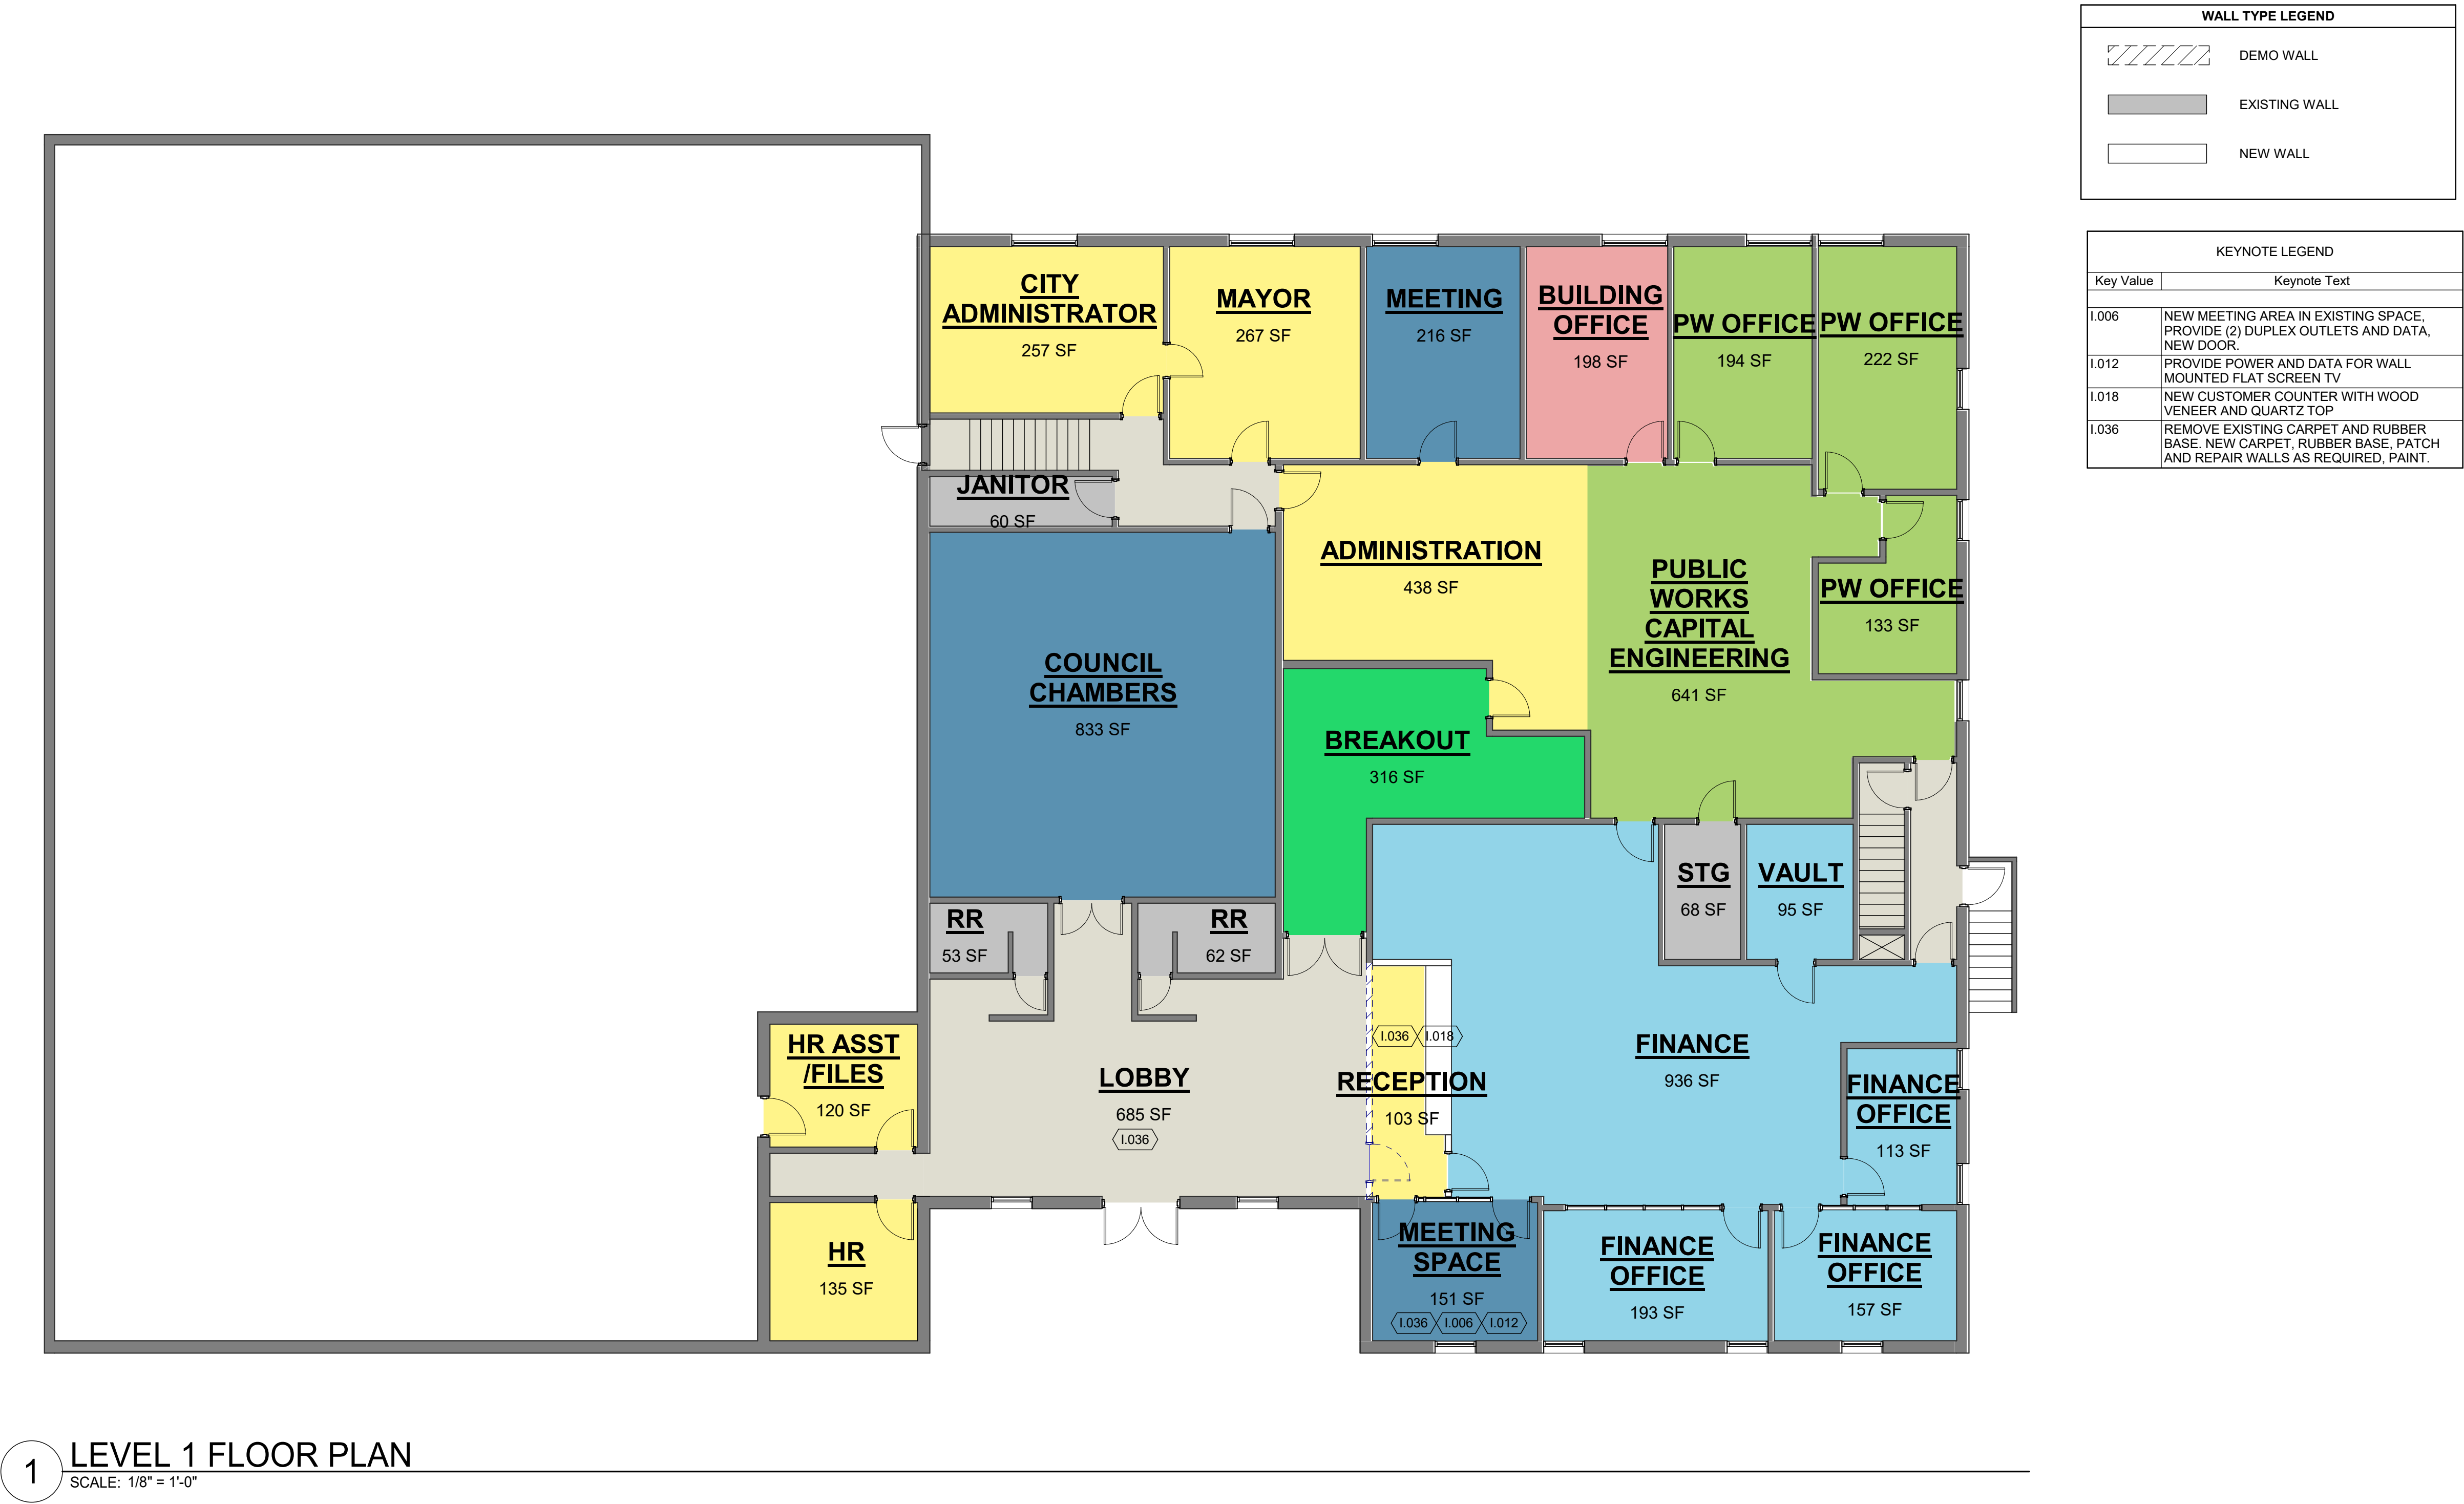 WALL TYPE LEGEND
DEMO WALL
EXISTING WALL
NEW WALL
KEYNOTE LEGEND
Key Value Keynote Text
I.006 NEW MEETING AREA IN EXISTING SPACE,
PROVIDE (2) DUPLEX OUTLETS AND DATA,
NEW DOOR.
I.012 PROVIDE POWER AND DATA FOR WALL
MOUNTED FLAT SCREEN TV
I.018 NEW CUSTOMER COUNTER WITH WOOD
VENEER AND QUARTZ TOP
I.036 REMOVE EXISTING CARPET AND RUBBER
BASE. NEW CARPET, RUBBER BASE, PATCH
AND REPAIR WALLS AS REQUIRED, PAINT.
CITY
ADMINISTRATOR
257 SF
MAYOR
267 SF
MEETING
216 SF
BUILDING
OFFICE
198 SF
PW OFFICE
194 SF
PW OFFICE
222 SF
JANITOR
60 SF
ADMINISTRATION
438 SF
PUBLIC
WORKS
CAPITAL
ENGINEERING
641 SF
PW OFFICE
133 SF
COUNCIL
CHAMBERS
833 SF
BREAKOUT
316 SF
STG
68 SF
VAULT
95 SF
RR
53 SF
RR
62 SF
HR ASST
/FILES
120 SF
LOBBY
685 SF
I.036
I.036 I.018
RECEPTION
103 SF
FINANCE
936 SF
FINANCE
OFFICE
113 SF
HR
135 SF
MEETING
SPACE
151 SF
I.036 I.006 I.012
FINANCE
OFFICE
193 SF
FINANCE
OFFICE
157 SF
1 LEVEL 1 FLOOR PLAN
SCALE: 1/8" = 1'-0"